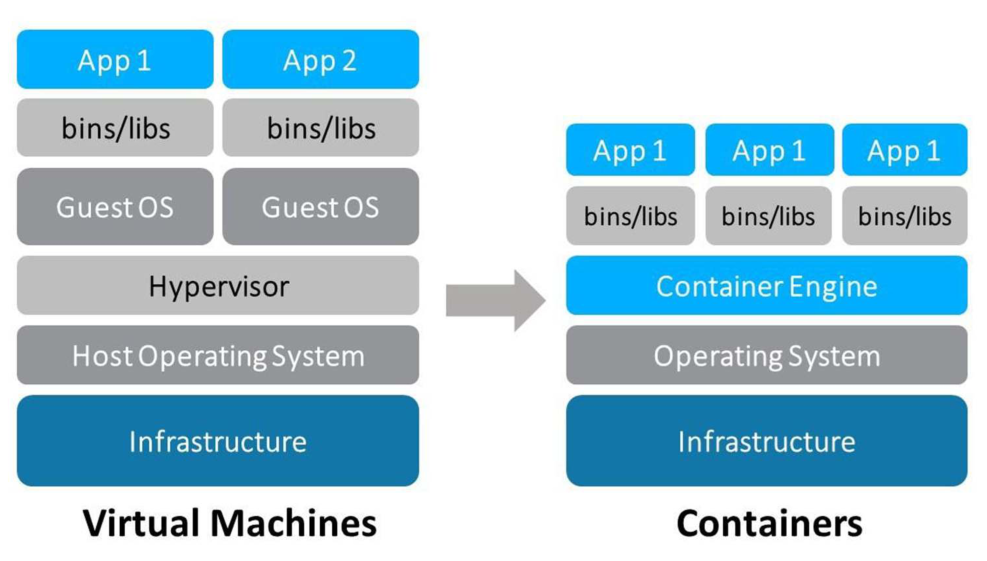 App 1
App 2
bins/libs
bins/libs
Guest OS
Guest OS
Hypervisor
Host Operating System
Infrastructure
Virtual Machines
App 1
App 1
App 1
bins/libs
bins/libs
bins/libs
Container Engine
Operating System
Infrastructure
Containers